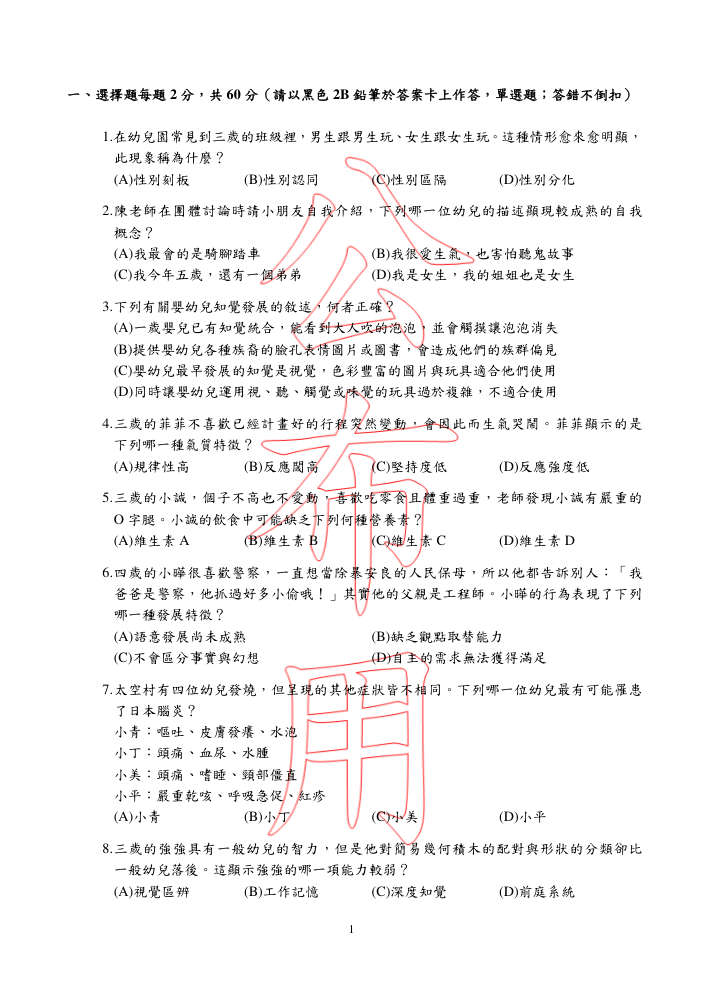 一、選擇題每題 2 分，共 60 分（請以黑色 2B 鉛筆於答案卡上作答，單選題；答錯不倒扣）
1.在幼兒園常見到三歲的班級裡，男生跟男生玩、女生跟女生玩。這種情形愈來愈明顯，
此現象稱為什麼？
(A)性別刻板 (B)性別認同 (C)性別區隔 (D)性別分化
2.陳老師在團體討論時請小朋友自我介紹，下列哪一位幼兒的描述顯現較成熟的自我
概念？
(A)我最會的是騎腳踏車 (B)我很愛生氣，也害怕聽鬼故事
(C)我今年五歲，還有一個弟弟 (D)我是女生，我的姐姐也是女生
3.下列有關嬰幼兒知覺發展的敘述，何者正確？
(A)一歲嬰兒已有知覺統合，能看到大人吹的泡泡，並會觸摸讓泡泡消失
(B)提供嬰幼兒各種族裔的臉孔表情圖片或圖書，會造成他們的族群偏見
(C)嬰幼兒最早發展的知覺是視覺，色彩豐富的圖片與玩具適合他們使用
(D)同時讓嬰幼兒運用視、聽、觸覺或味覺的玩具過於複雜，不適合使用
4.三歲的菲菲不喜歡已經計畫好的行程突然變動，會因此而生氣哭鬧。菲菲顯示的是
下列哪一種氣質特徵？
(A)規律性高 (B)反應閾高 (C)堅持度低 (D)反應強度低
5.三歲的小誠，個子不高也不愛動，喜歡吃零食且體重過重，老師發現小誠有嚴重的
O 字腿。小誠的飲食中可能缺乏下列何種營養素？
(A)維生素 A (B)維生素 B (C)維生素 C (D)維生素 D
6.四歲的小曄很喜歡警察，一直想當除暴安良的人民保母，所以他都告訴別人：「我
爸爸是警察，他抓過好多小偷哦！」其實他的父親是工程師。小曄的行為表現了下列
哪一種發展特徵？
(A)語意發展尚未成熟 (B)缺乏觀點取替能力
(C)不會區分事實與幻想 (D)自主的需求無法獲得滿足
7.太空村有四位幼兒發燒，但呈現的其他症狀皆不相同。下列哪一位幼兒最有可能罹患
了日本腦炎？
小青：嘔吐、皮膚發癢、水泡
小丁：頭痛、血尿、水腫
小美：頭痛、嗜睡、頸部僵直
小平：嚴重乾咳、呼吸急促、紅疹
(A)小青 (B)小丁 (C)小美 (D)小平
8.三歲的強強具有一般幼兒的智力，但是他對簡易幾何積木的配對與形狀的分類卻比
一般幼兒落後。這顯示強強的哪一項能力較弱？
(A)視覺區辨 (B)工作記憶 (C)深度知覺 (D)前庭系統
1
公布用